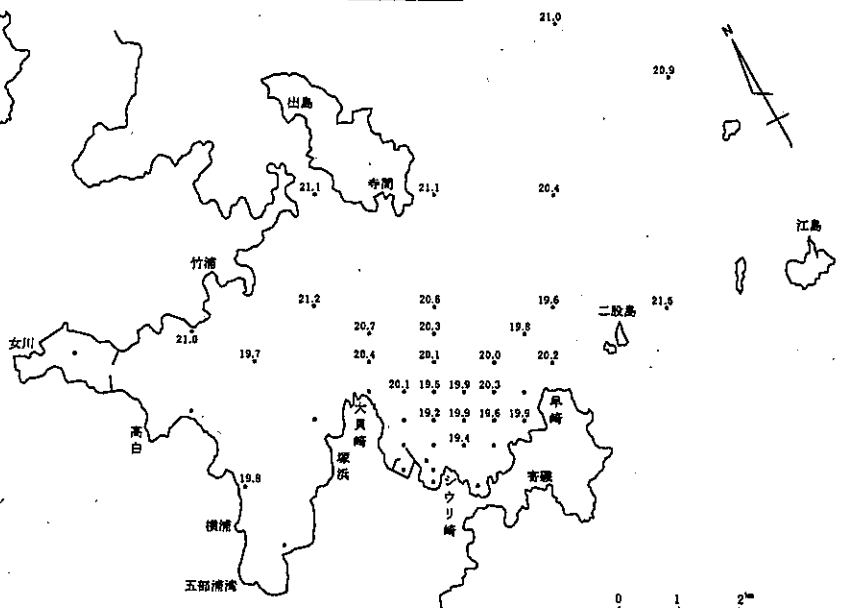 21.0
N
20.9
出島
寺間
21.1
21.1
20.4
江島
竹浦
21.2
20.8
19.6
二股島
21.5
女川
21.0
20.7
20.3
19.8
19.7
20.4
20.1
20.0
20.2
20.1 19.5 19.9 20.3
大貝崎
早崎
高白
19.2 19.9 19.6 19.9
塚浜
19.4
19.8
シウリ崎
寄磯
横浦
五部浦湾
0 1 2km